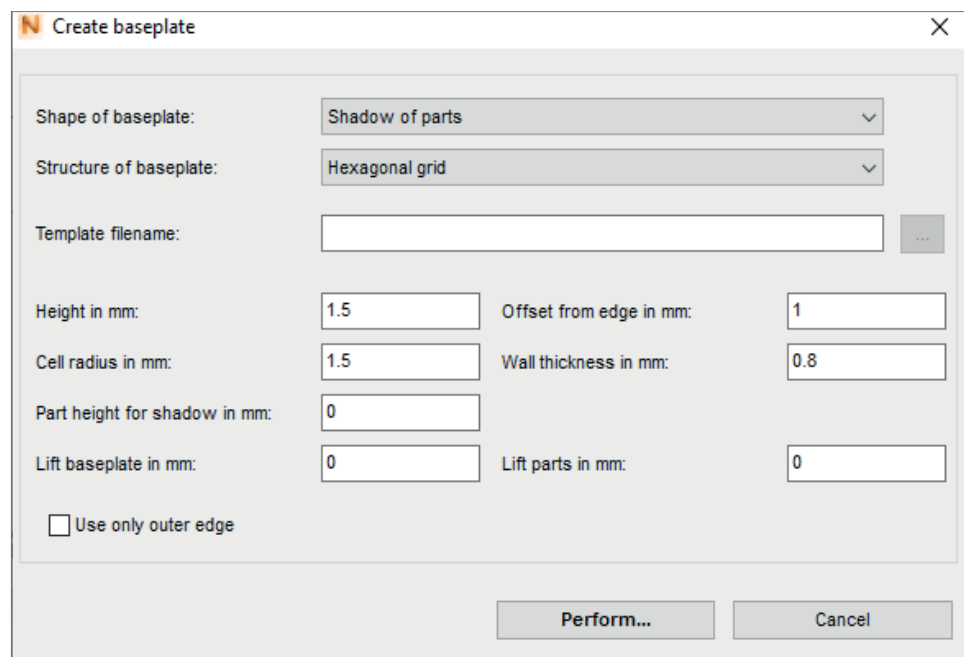 N Create baseplate
Shape of baseplate: Shadow of parts
Structure of baseplate: Hexagonal grid
Template filename: ...
Height in mm: 1.5 Offset from edge in mm: 1
Cell radius in mm: 1.5 Wall thickness in mm: 0.8
Part height for shadow in mm: 0
Lift baseplate in mm: 0 Lift parts in mm: 0
Use only outer edge
Perform... Cancel